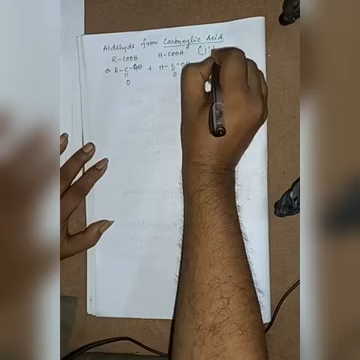 Aldehyde from Carboxylic Acid
R-COOH H-COOH
R-C-OH + H-C-OH
O O